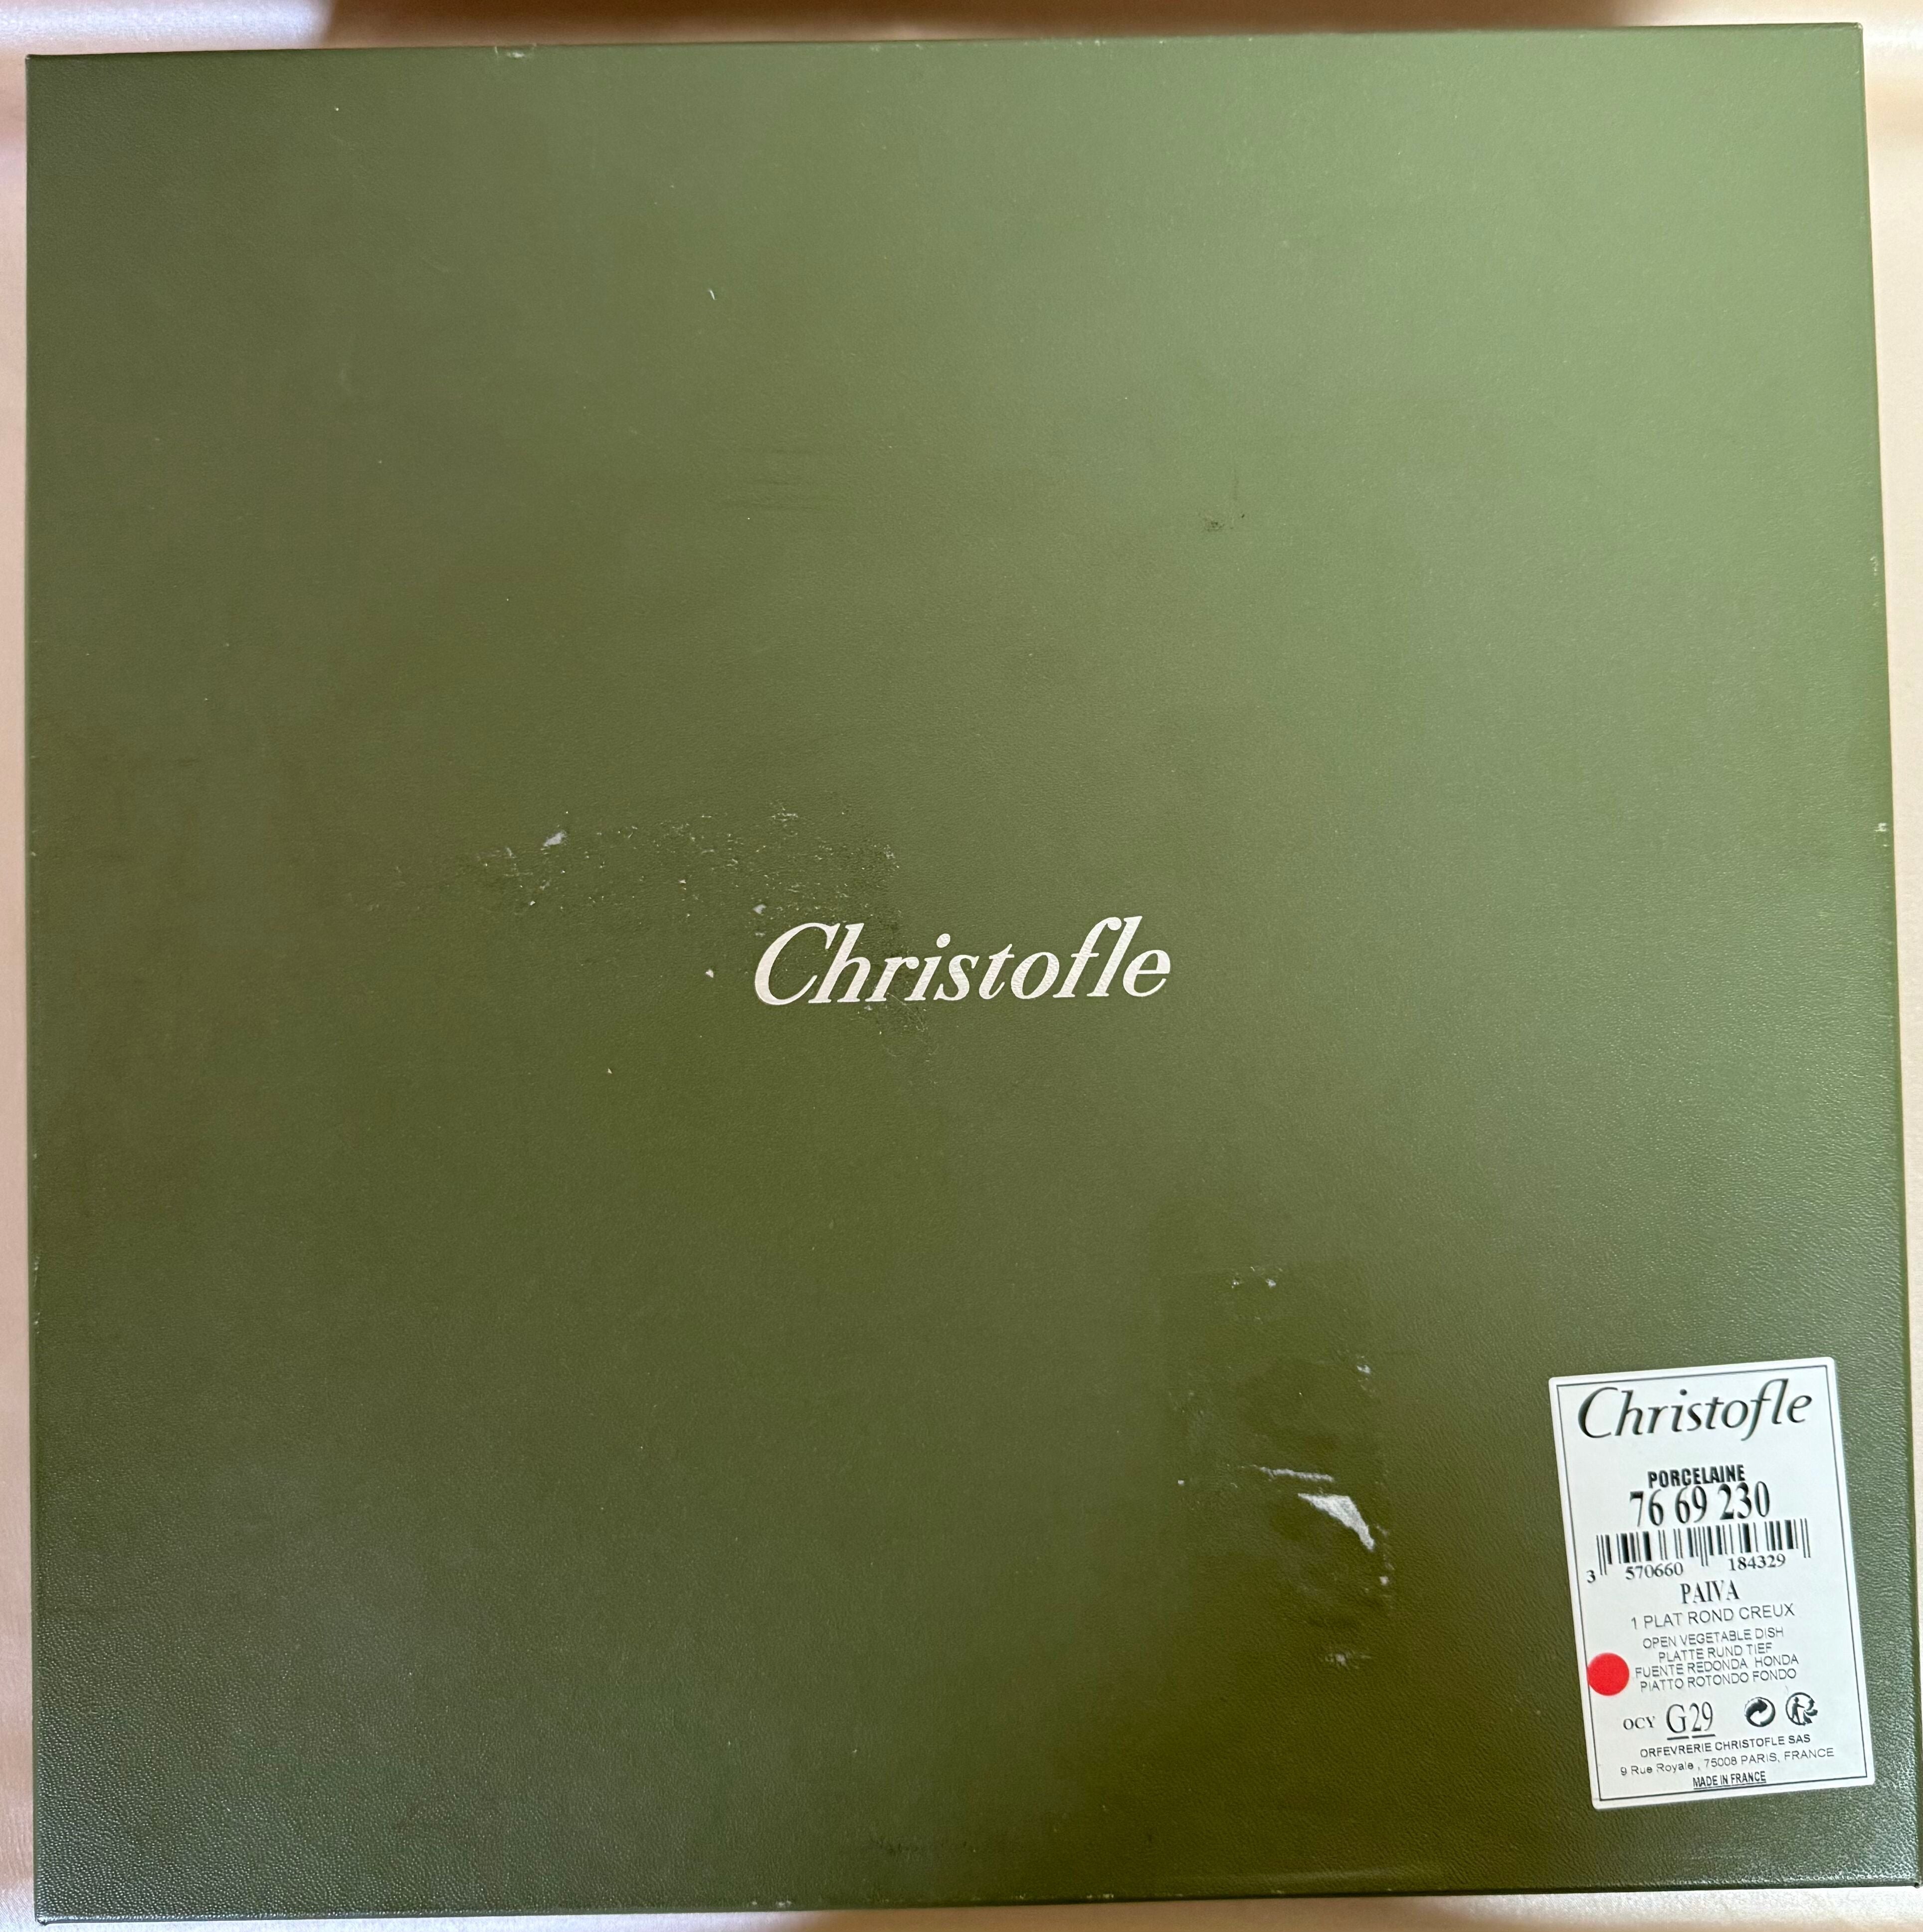 Christofle
Christofle
PORCELAINE
76 69 230
3 570660 184329
PAIVA
1 PLAT ROND CREUX
OPEN VEGETABLE DISH
PLATTE RUND TIEF
FUENTE REDONDA HONDA
PIATTO ROTONDO FONDO
OCY G29
ORFEVRERIE CHRISTOFLE SAS
9 Rue Royale , 75008 PARIS, FRANCE
MADE IN FRANCE